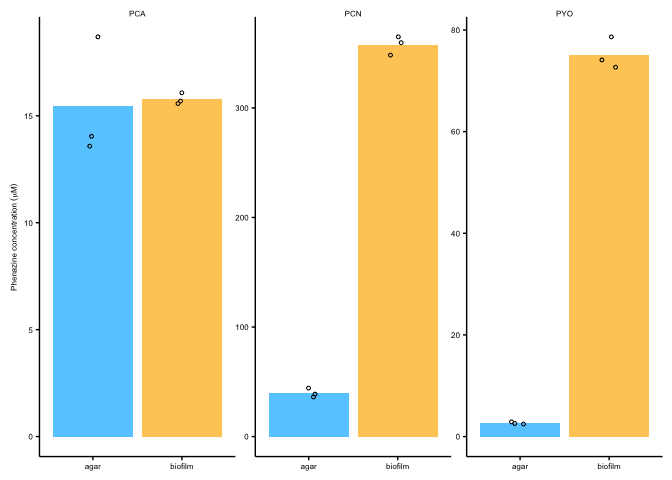 PCA
PCN
PYO
Phenazine concentration (μM)
15
10
5
0
300
200
100
0
80
60
40
20
0
agar
biofilm
agar
biofilm
agar
biofilm